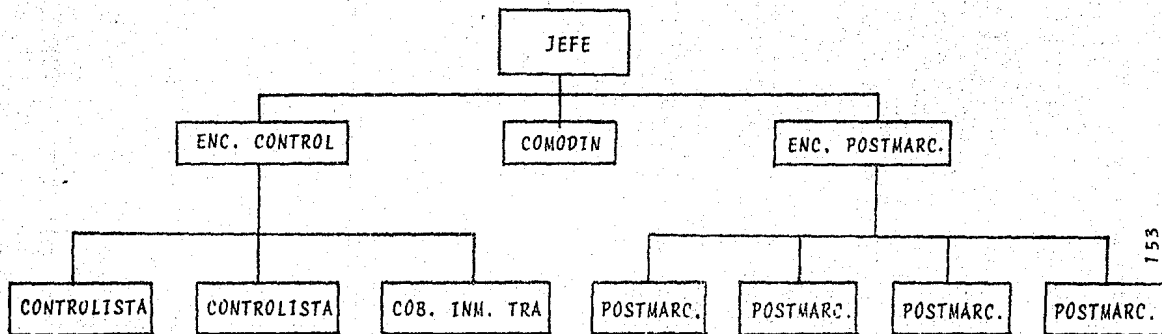 JEFE
ENC. CONTROL
COMODIN
ENC. POSTMARC.
CONTROLISTA
CONTROLISTA
COB. INM. TRA
POSTMARC.
POSTMARC.
POSTMARC.
POSTMARC.
153